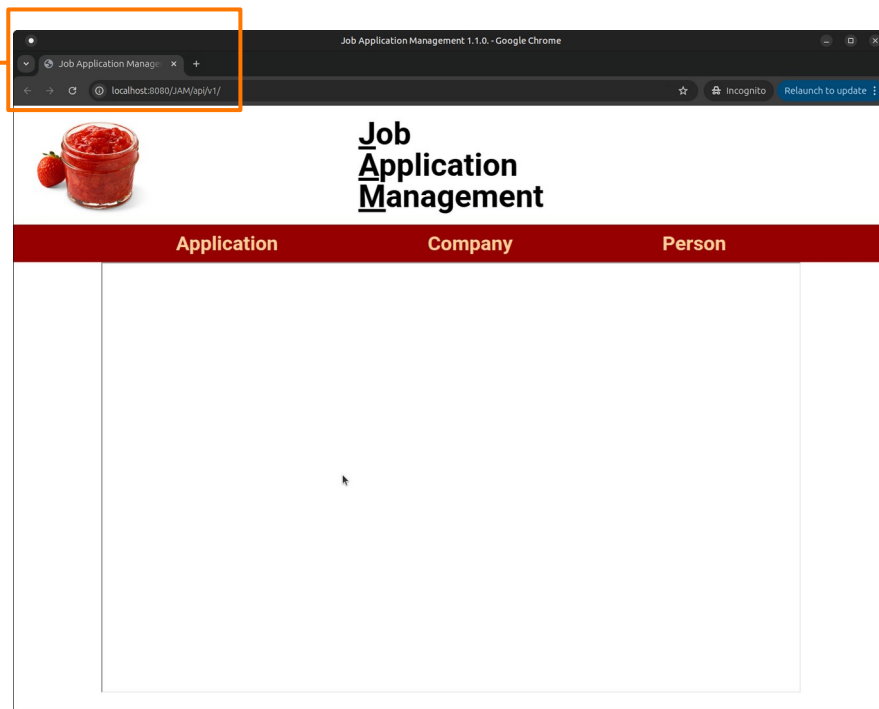 Job Application Management 1.1.0. - Google Chrome
Job Application Manage
localhost:8080/JAM/api/v1/
Incognito
Relaunch to update
Job
Application
Management
Application Company Person